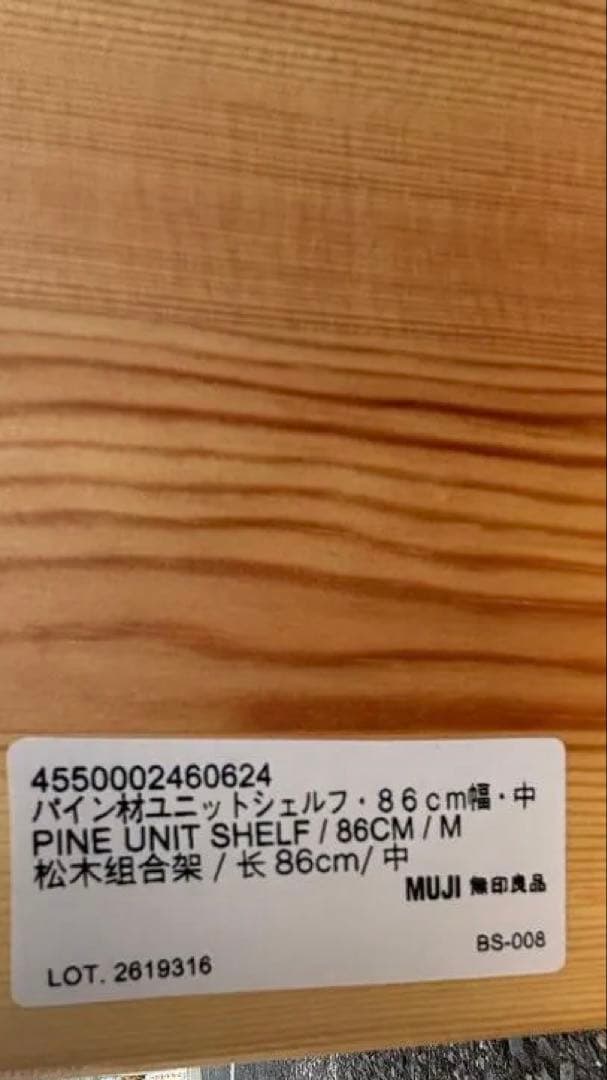 4550002460624
パイン材ユニットシェルフ・86cm幅・中
PINE UNIT SHELF / 86CM / M
松木组合架 / 长 86cm/ 中
MUJI 無印良品
BS-008
LOT. 2619316